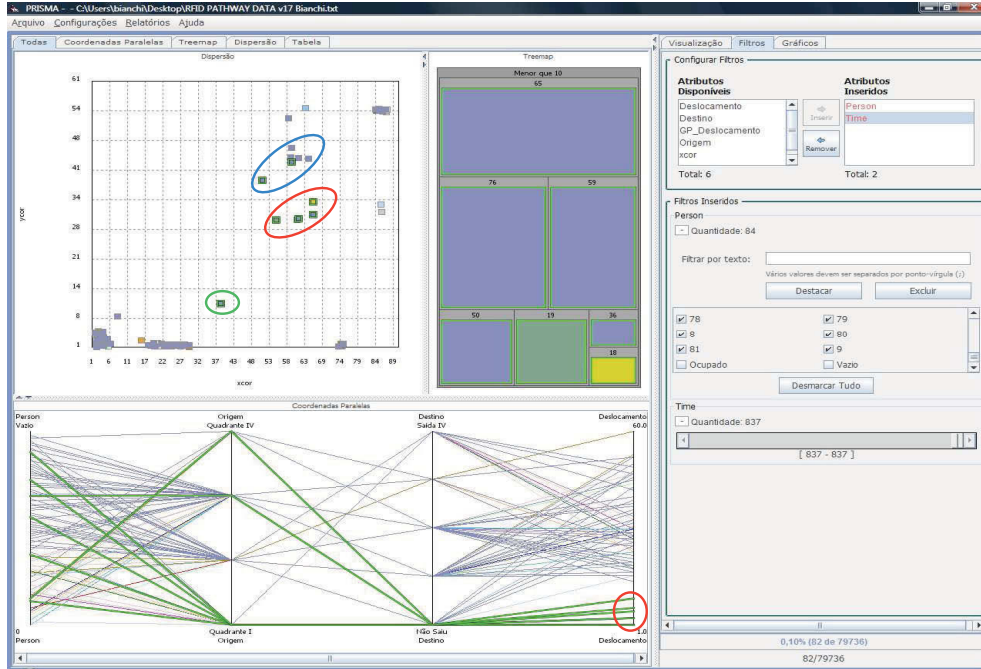 PRISMA - - C:\Users\bianchi\Desktop\RFID PATHWAY DATA v17 Bianchi.txt
Arquivo Configurações Relatórios Ajuda
Todas Coordenadas Paralelas Treemap Dispersão Tabela
Dispersão
61
54
48
41
34
28
21
14
8
1
ycor
1 6 11 17 22 27 32 37 43 48 53 58 63 68 74 79 84 89
xcor
Treemap
Menor que 10
65
76 59
50 19 36
18
Coordenadas Paralelas
Person Origem Destino Deslocamento
Vazio Quadrante IV Saída IV 60.0
0 Quadrante I Não Saiu 1.0
Person Origem Destino Deslocamento
Visualização Filtros Gráficos
Configurar Filtros
Atributos Disponíveis
Atributos Inseridos
Deslocamento
Destino
GP_Deslocamento
Origem
xcor
Inserir
Remover
Person
Time
Total: 6 Total: 2
Filtros Inseridos
Person
- Quantidade: 84
Filtrar por texto:
Vários valores devem ser separados por ponto-vírgula (;)
Destacar Excluir
78 79
8 80
81 9
Ocupado Vazio
Desmarcar Tudo
Time
- Quantidade: 837
[ 837 - 837 ]
0,10% (82 de 79736)
82/79736